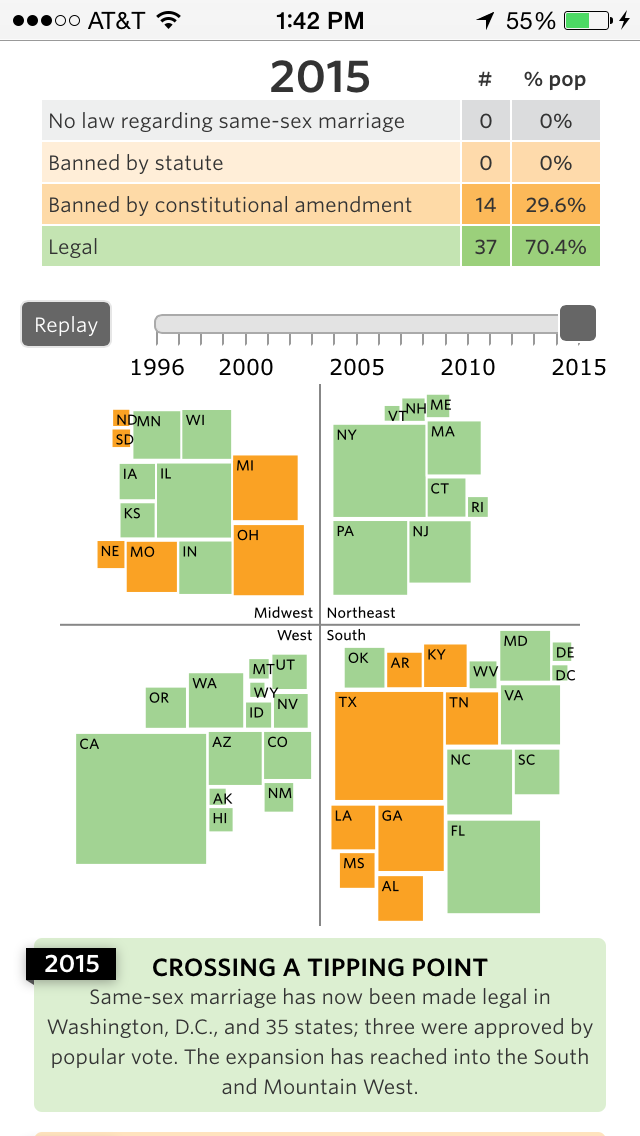 AT&T 1:42 PM 55%
2015 # % pop
No law regarding same-sex marriage 0 0%
Banned by statute 0 0%
Banned by constitutional amendment 14 29.6%
Legal 37 70.4%
Replay
1996 2000 2005 2010 2015
ND MN WI
SD
IA IL MI
KS
NE MO IN OH
Midwest
VT NH ME
NY MA
CT
RI
PA NJ
Northeast
West
MT UT
WA WY
OR ID NV
CA AZ CO
AK NM
HI
South
MD
OK AR KY WV DE
DC
TX TN VA
NC SC
LA GA FL
MS
AL
2015 CROSSING A TIPPING POINT
Same-sex marriage has now been made legal in
Washington, D.C., and 35 states; three were approved by
popular vote. The expansion has reached into the South
and Mountain West.